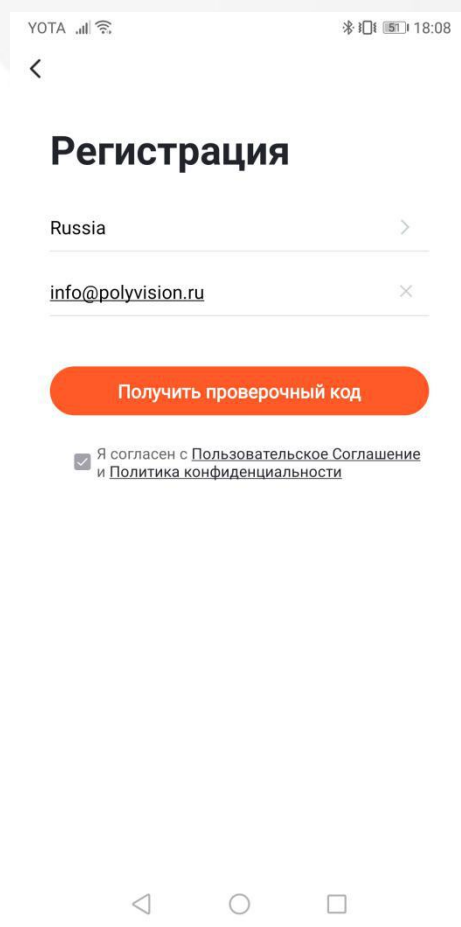 YOTA 51 18:08
Регистрация
Russia
info@polyvision.ru
Получить проверочный код
Я согласен с Пользовательское Соглашение
и Политика конфиденциальности